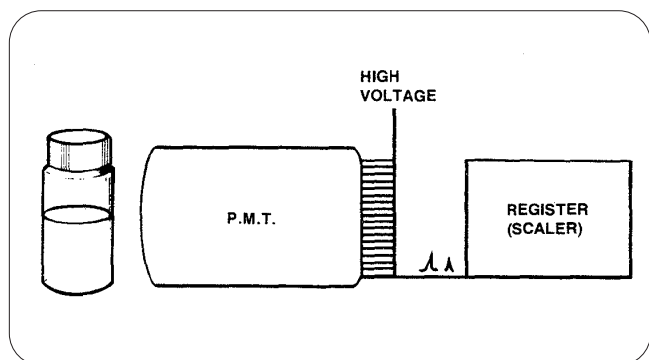 HIGH
VOLTAGE
P.M.T.
REGISTER
(SCALER)